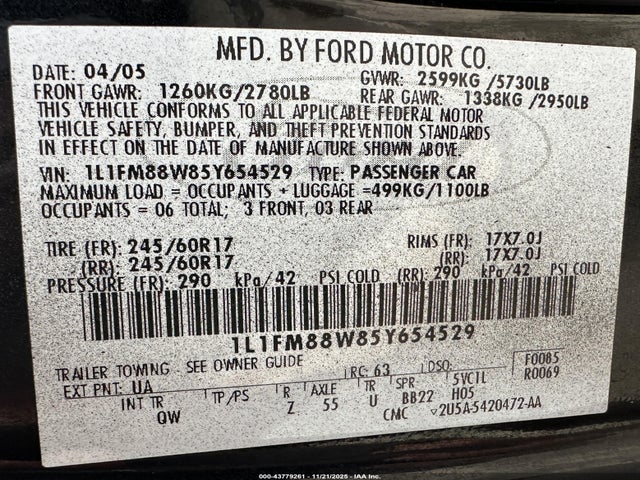 MFD. BY FORD MOTOR CO.
DATE: 04/05 GVWR: 2599KG /5730LB
FRONT GAWR: 1260KG/2780LB REAR GAWR: 1338KG /2950LB
THIS VEHICLE CONFORMS TO ALL APPLICABLE FEDERAL MOTOR
VEHICLE SAFETY, BUMPER, AND THEFT PREVENTION STANDARDS
IN EFFECT ON THE DATE OF MANUFACTURE SHOWN ABOVE.
VIN: 1L1FM88W85Y654529 TYPE: PASSENGER CAR
MAXIMUM LOAD = OCCUPANTS + LUGGAGE =499KG/1100LB
OCCUPANTS = 06 TOTAL; 3 FRONT, 03 REAR
TIRE (FR): 245/60R17 RIMS (FR): 17X7.0J
(RR): 245/60R17 (RR): 17X7.0J
PRESSURE (FR): 290 kPa/42 PSI COLD (RR): 290 kPa/42 PSI COLD
1L1FM88W85Y654529
TRAILER TOWING - SEE OWNER GUIDE
EXT PNT: UA RC: 63 DSO: F0085
R0069
INT TR TP/PS R AXLE TR SPR 5VC1L
QW Z 55 U BB22 H05
CMC 2U5A-5420472-AA
000-43779261 - 11/21/2025 - IAA Inc.